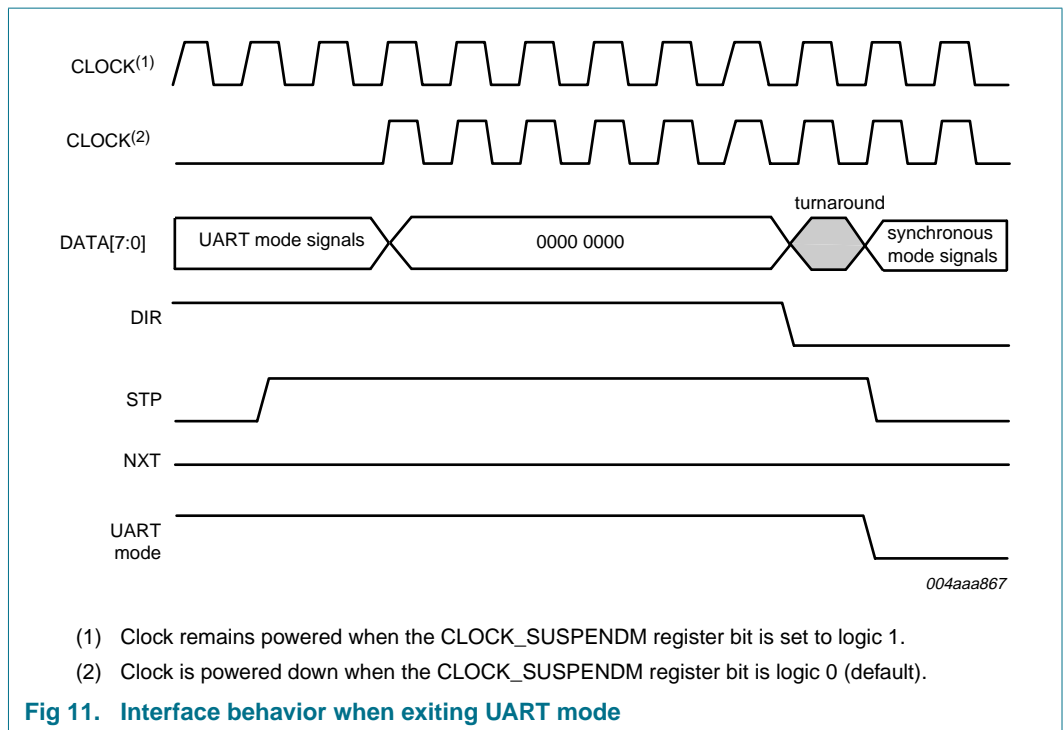 CLOCK(1)
CLOCK(2)
turnaround
DATA[7:0]
UART mode signals
0000 0000
synchronous
mode signals
DIR
STP
NXT
UART
mode
004aaa867
(1) Clock remains powered when the CLOCK_SUSPENDM register bit is set to logic 1.
(2) Clock is powered down when the CLOCK_SUSPENDM register bit is logic 0 (default).
Fig 11. Interface behavior when exiting UART mode